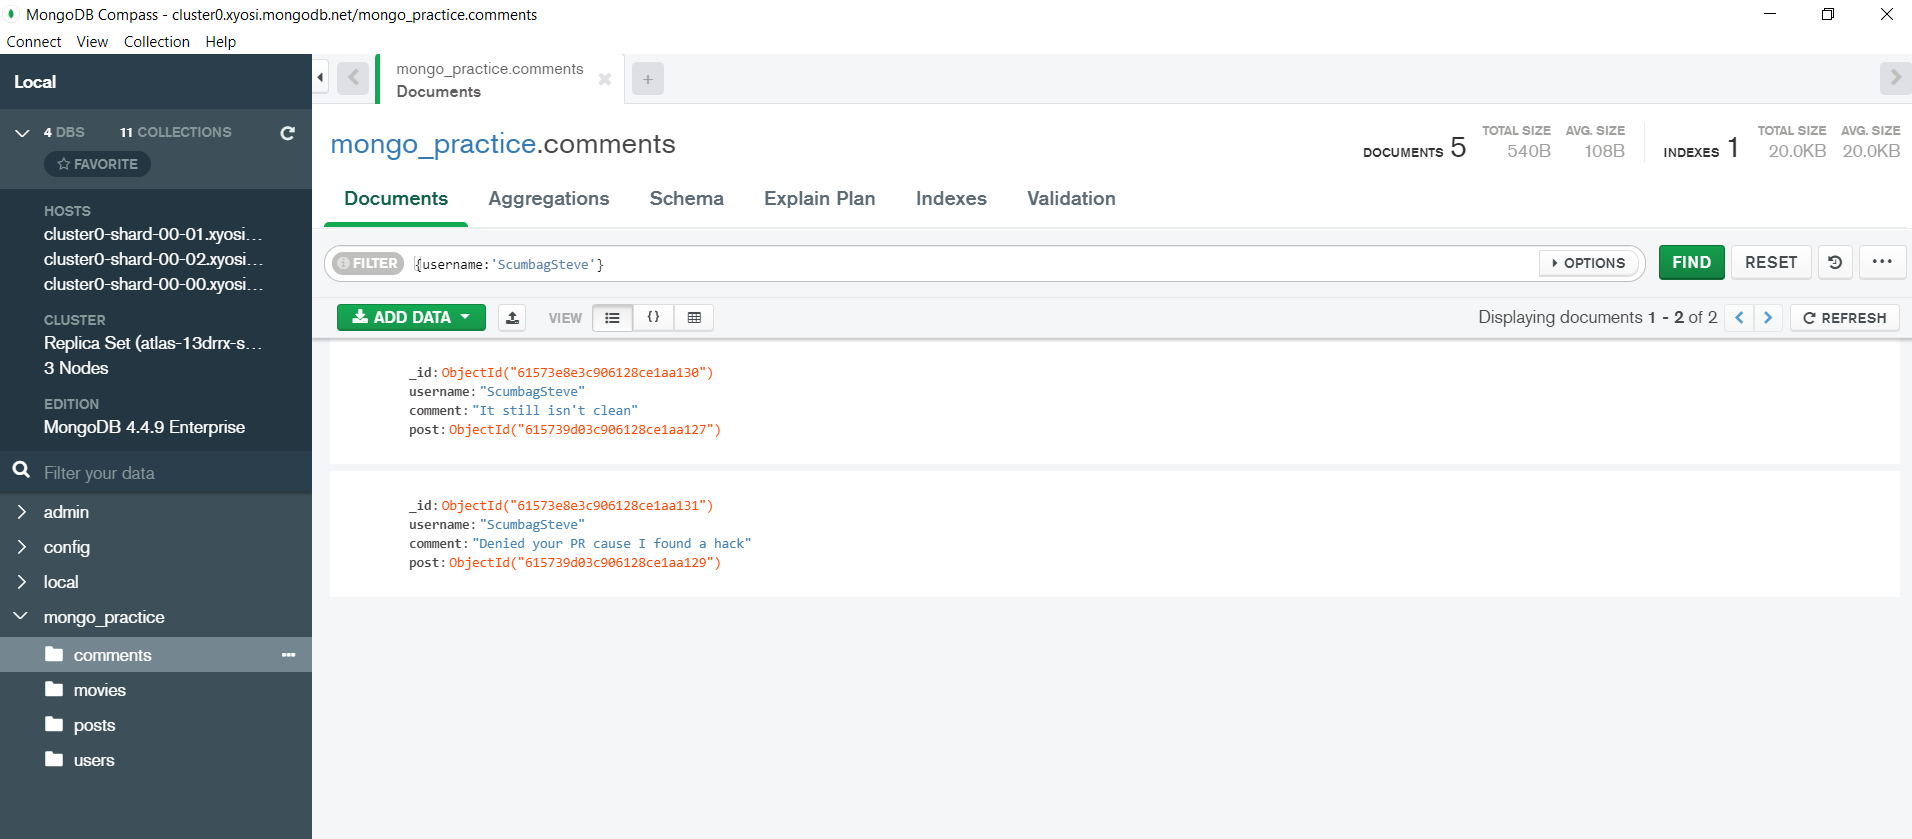 MongoDB Compass - cluster0.xyosi.mongodb.net/mongo_practice.comments
Connect View Collection Help
Local
4 DBS 11 COLLECTIONS
FAVORITE
HOSTS
cluster0-shard-00-01.xyosi...
cluster0-shard-00-02.xyosi...
cluster0-shard-00-00.xyosi...
CLUSTER
Replica Set (atlas-13drrx-s...
3 Nodes
EDITION
MongoDB 4.4.9 Enterprise
Filter your data
admin
config
local
mongo_practice
comments
movies
posts
users
mongo_practice.comments
Documents
mongo_practice.comments
DOCUMENTS 5 TOTAL SIZE 540B AVG. SIZE 108B
INDEXES 1 TOTAL SIZE 20.0KB AVG. SIZE 20.0KB
Documents Aggregations Schema Explain Plan Indexes Validation
FILTER {username:'ScumbagSteve'} OPTIONS FIND RESET
ADD DATA VIEW {} Displaying documents 1 - 2 of 2 REFRESH
_id: ObjectId("61573e8e3c906128ce1aa130")
username: "ScumbagSteve"
comment: "It still isn't clean"
post: ObjectId("615739d03c906128ce1aa127")
_id: ObjectId("61573e8e3c906128ce1aa131")
username: "ScumbagSteve"
comment: "Denied your PR cause I found a hack"
post: ObjectId("615739d03c906128ce1aa129")